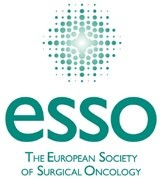 esso
THE EUROPEAN SOCIETY
OF SURGICAL ONCOLOGY